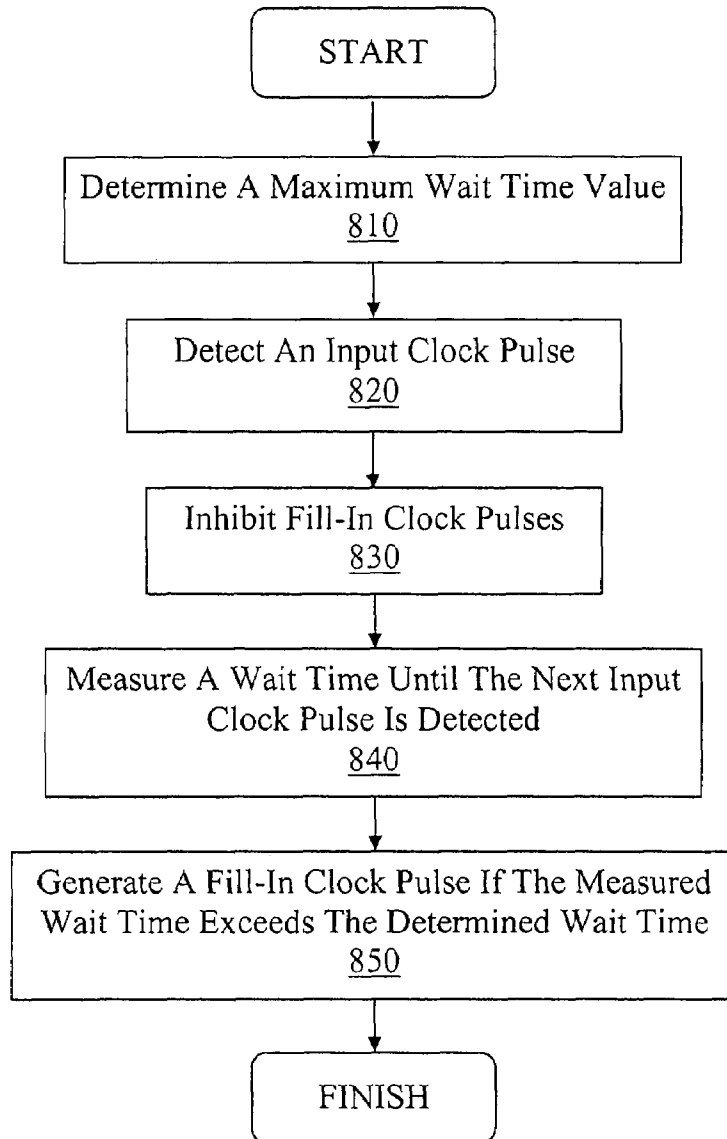 START
Determine A Maximum Wait Time Value
810
Detect An Input Clock Pulse
820
Inhibit Fill-In Clock Pulses
830
Measure A Wait Time Until The Next Input
Clock Pulse Is Detected
840
Generate A Fill-In Clock Pulse If The Measured
Wait Time Exceeds The Determined Wait Time
850
FINISH